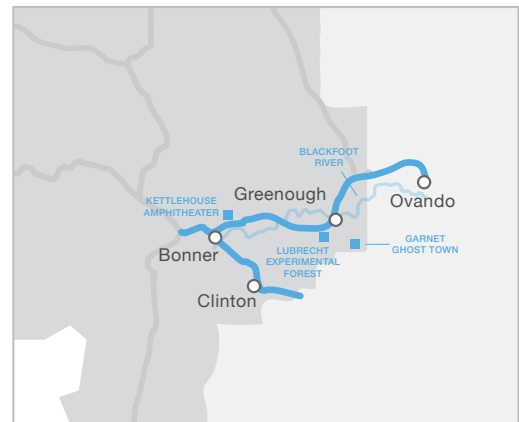 BLACKFOOT
RIVER
Greenough
KETTLEHOUSE
AMPHITHEATER
Ovando
GARNET
GHOST TOWN
Bonner
LUBRECHT
EXPERIMENTAL
FOREST
Clinton